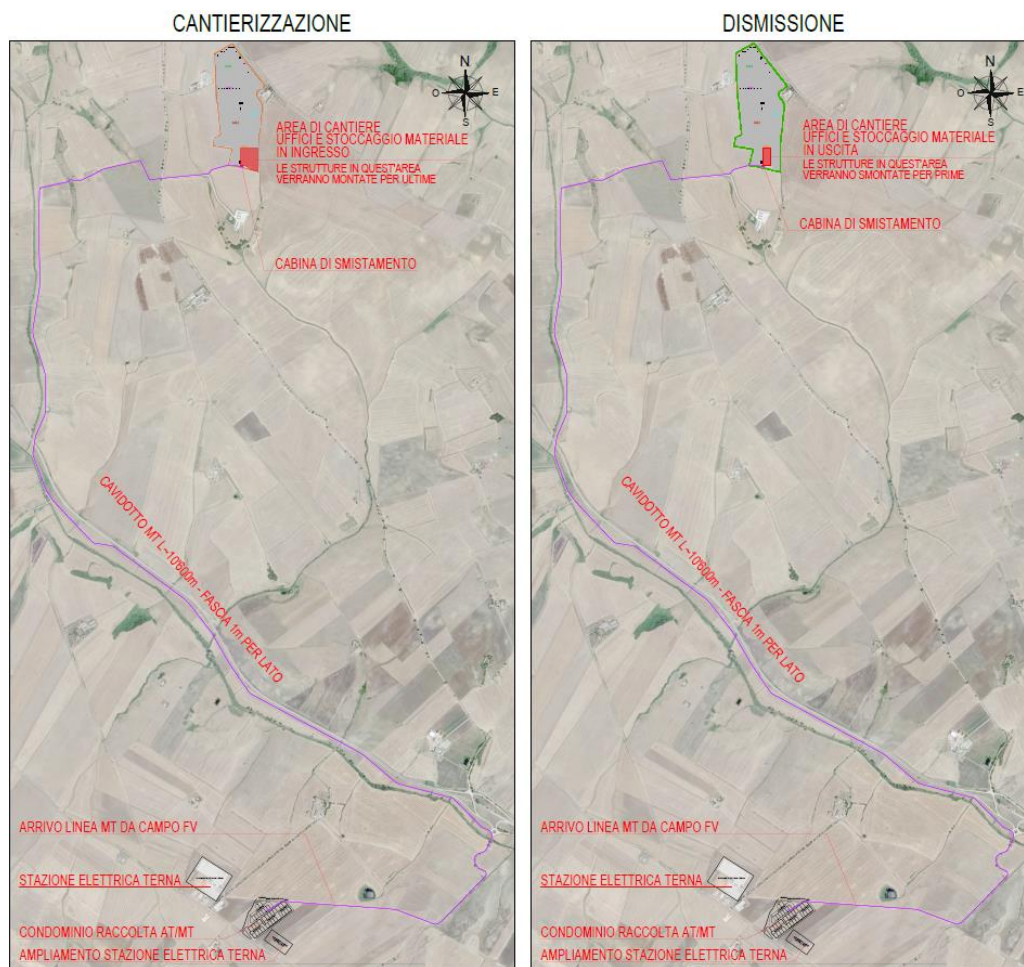 CANTIERIZZAZIONE
N
O
E
S
AREA DI CANTIERE
UFFICI E STOCCAGGIO MATERIALE
IN INGRESSO
LE STRUTTURE IN QUEST'AREA
VERRANNO MONTATE PER ULTIME
CABINA DI SMISTAMENTO
CAVIDOTTO MT L~10'600m - FASCIA 1m PER LATO
ARRIVO LINEA MT DA CAMPO FV
STAZIONE ELETTRICA TERNA
CONDOMINIO RACCOLTA AT/MT
AMPLIAMENTO STAZIONE ELETTRICA TERNA
DISMISSIONE
N
O
E
S
AREA DI CANTIERE
UFFICI E STOCCAGGIO MATERIALE
IN USCITA
LE STRUTTURE IN QUEST'AREA
VERRANNO SMONTATE PER PRIME
CABINA DI SMISTAMENTO
CAVIDOTTO MT L~10'600m - FASCIA 1m PER LATO
ARRIVO LINEA MT DA CAMPO FV
STAZIONE ELETTRICA TERNA
CONDOMINIO RACCOLTA AT/MT
AMPLIAMENTO STAZIONE ELETTRICA TERNA